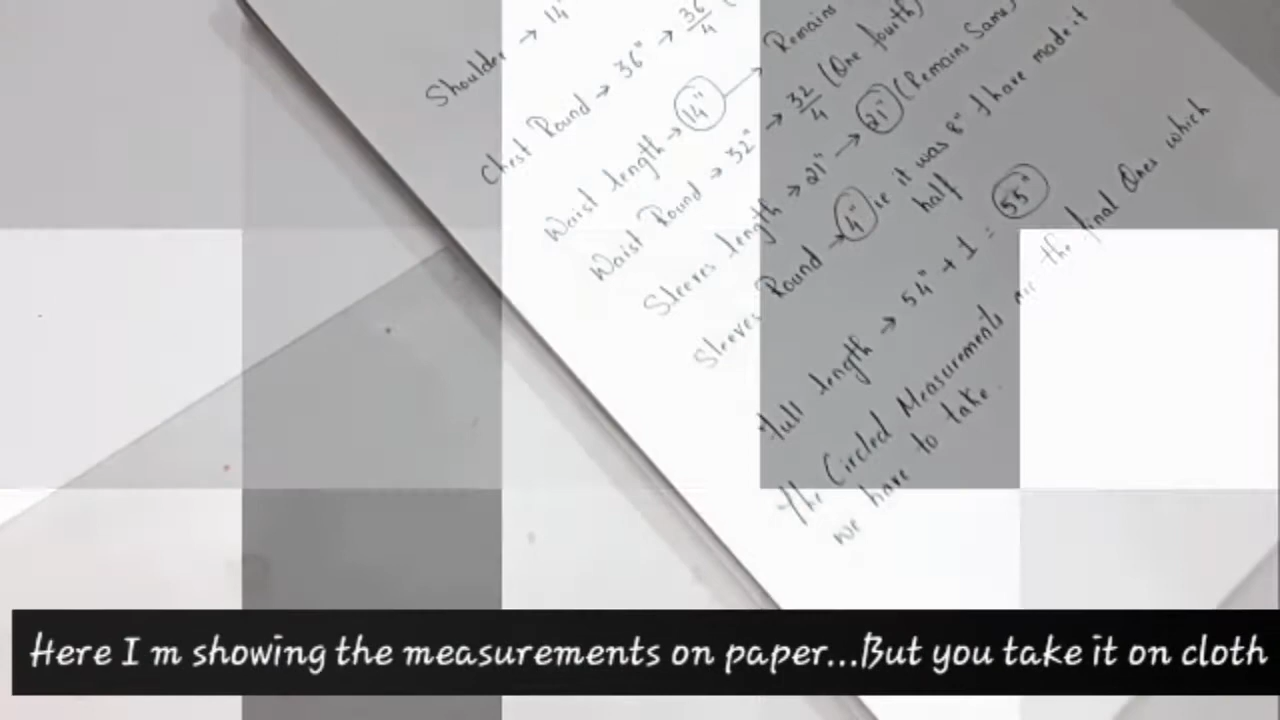 Shoulder → 14"
Chest Round → 36" → 36/4 (
Waist length → 14" → Remains
Waist Round → 32" → 32/4 (One fourth)
Sleeves length → 21" → 21" (Remains Same)
Sleeves Round → 4" ie it was 8" I have made it
half
Full length → 54" + 1 = 55"
The Circled Measurements are the final Ones which
we have to take.
Here I m showing the measurements on paper...But you take it on cloth